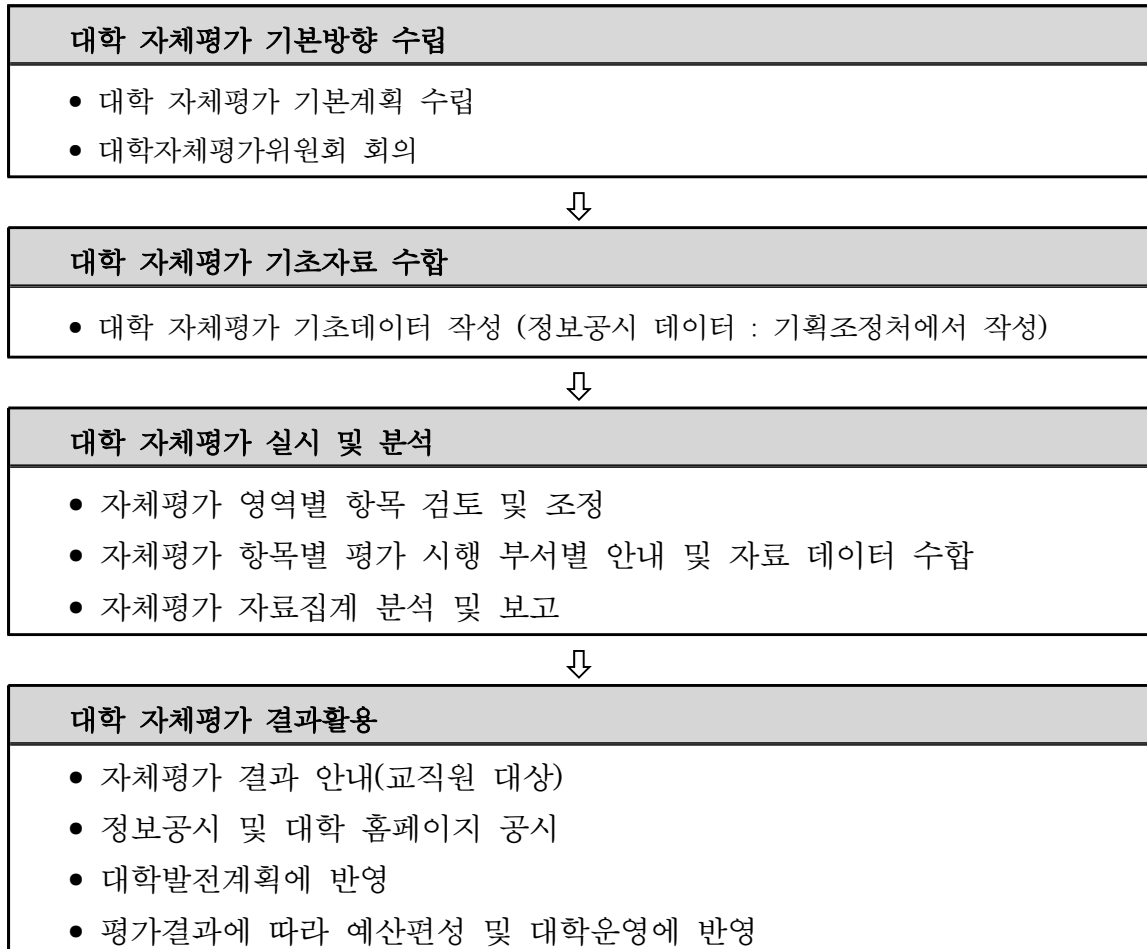 대학 자체평가 기본방향 수립
• 대학 자체평가 기본계획 수립
• 대학자체평가위원회 회의
⇩
대학 자체평가 기초자료 수합
• 대학 자체평가 기초데이터 작성 (정보공시 데이터 : 기획조정처에서 작성)
⇩
대학 자체평가 실시 및 분석
• 자체평가 영역별 항목 검토 및 조정
• 자체평가 항목별 평가 시행 부서별 안내 및 자료 데이터 수합
• 자체평가 자료집계 분석 및 보고
⇩
대학 자체평가 결과활용
• 자체평가 결과 안내(교직원 대상)
• 정보공시 및 대학 홈페이지 공시
• 대학발전계획에 반영
• 평가결과에 따라 예산편성 및 대학운영에 반영